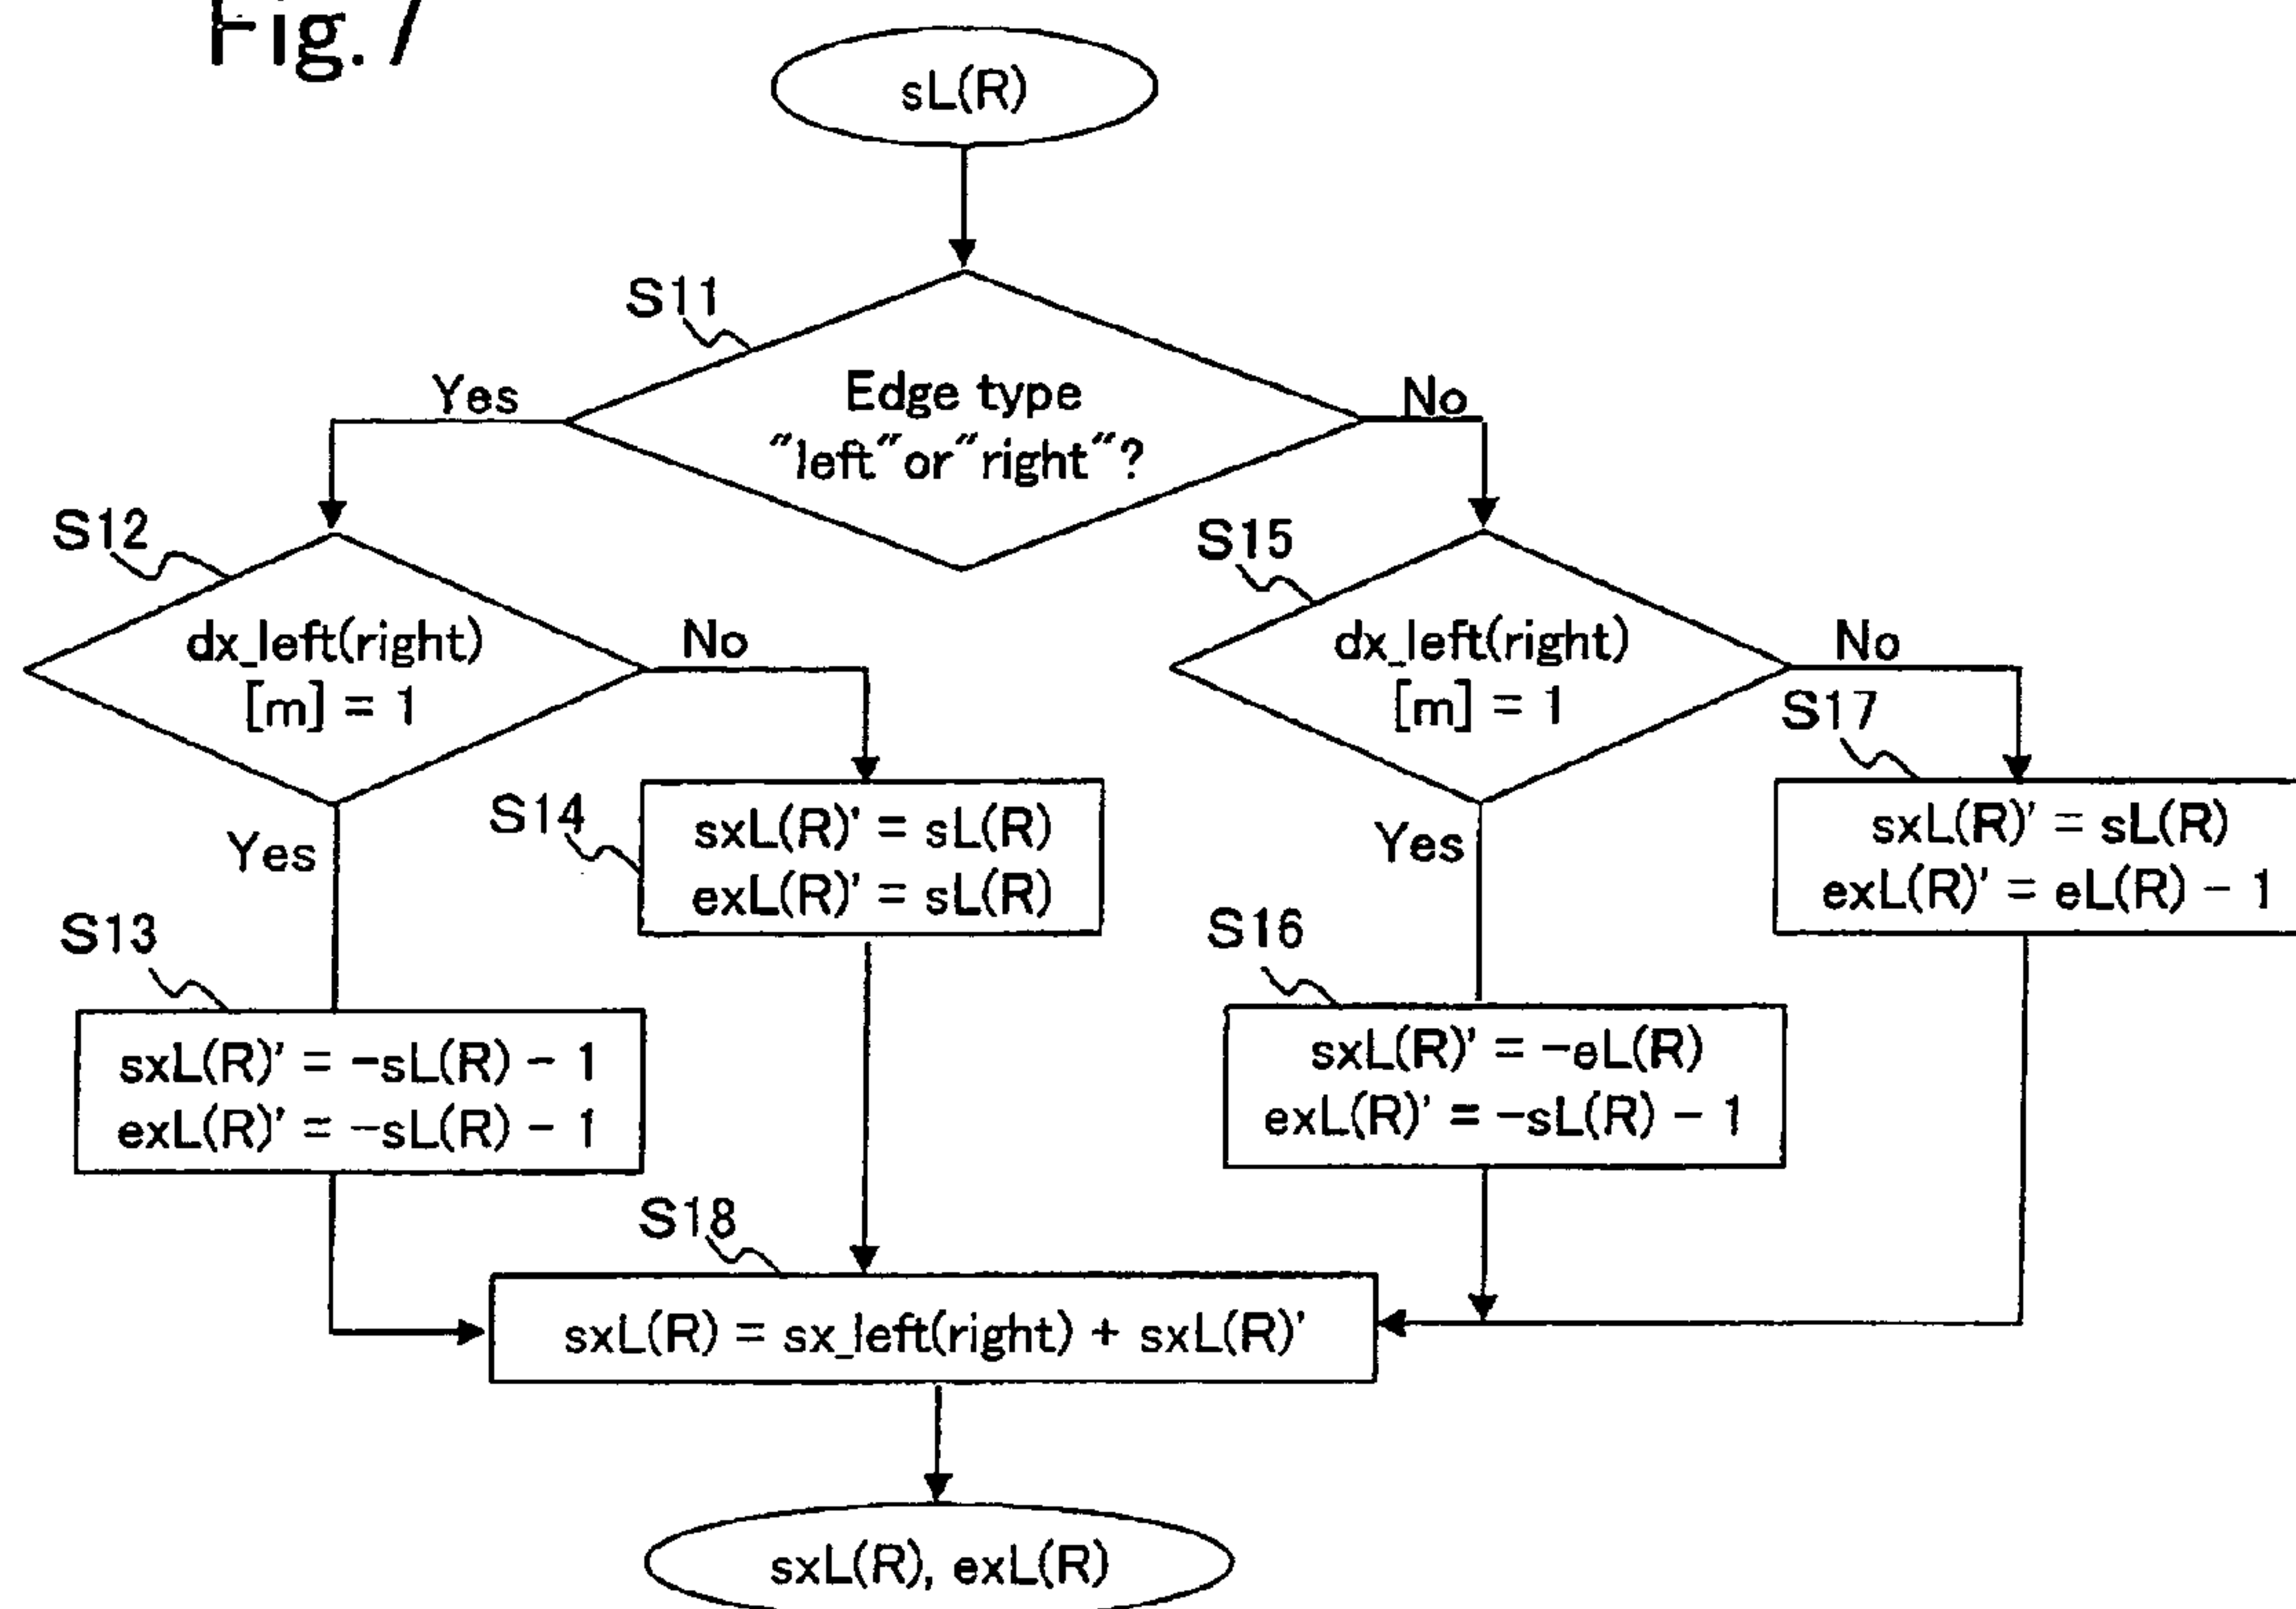 Fig. 7
sL(R)
S11
Edge type
"left"or"right"?
Yes
No
S12
dx_left(right)
[m] = 1
No
Yes
S15
dx_left(right)
[m] = 1
No
Yes
S14
sxL(R)' = sL(R)
exL(R)' = sL(R)
S17
sxL(R)' = sL(R)
exL(R)' = eL(R) − 1
S13
sxL(R)' = −sL(R) − 1
exL(R)' = −sL(R) − 1
S16
sxL(R)' = −eL(R)
exL(R)' = −sL(R) − 1
S18
sxL(R) = sx_left(right) + sxL(R)'
sxL(R), exL(R)